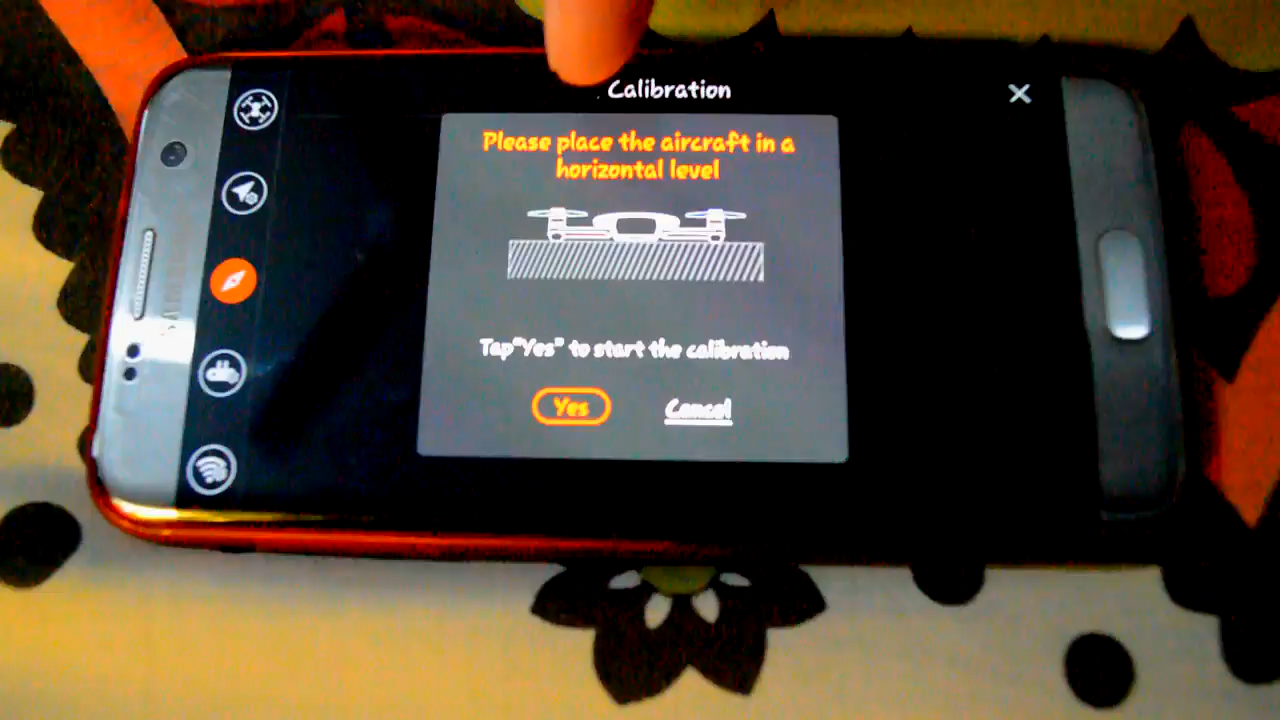 Calibration
Please place the aircraft in a
horizontal level
Tap"Yes" to start the calibration
Yes
Cancel